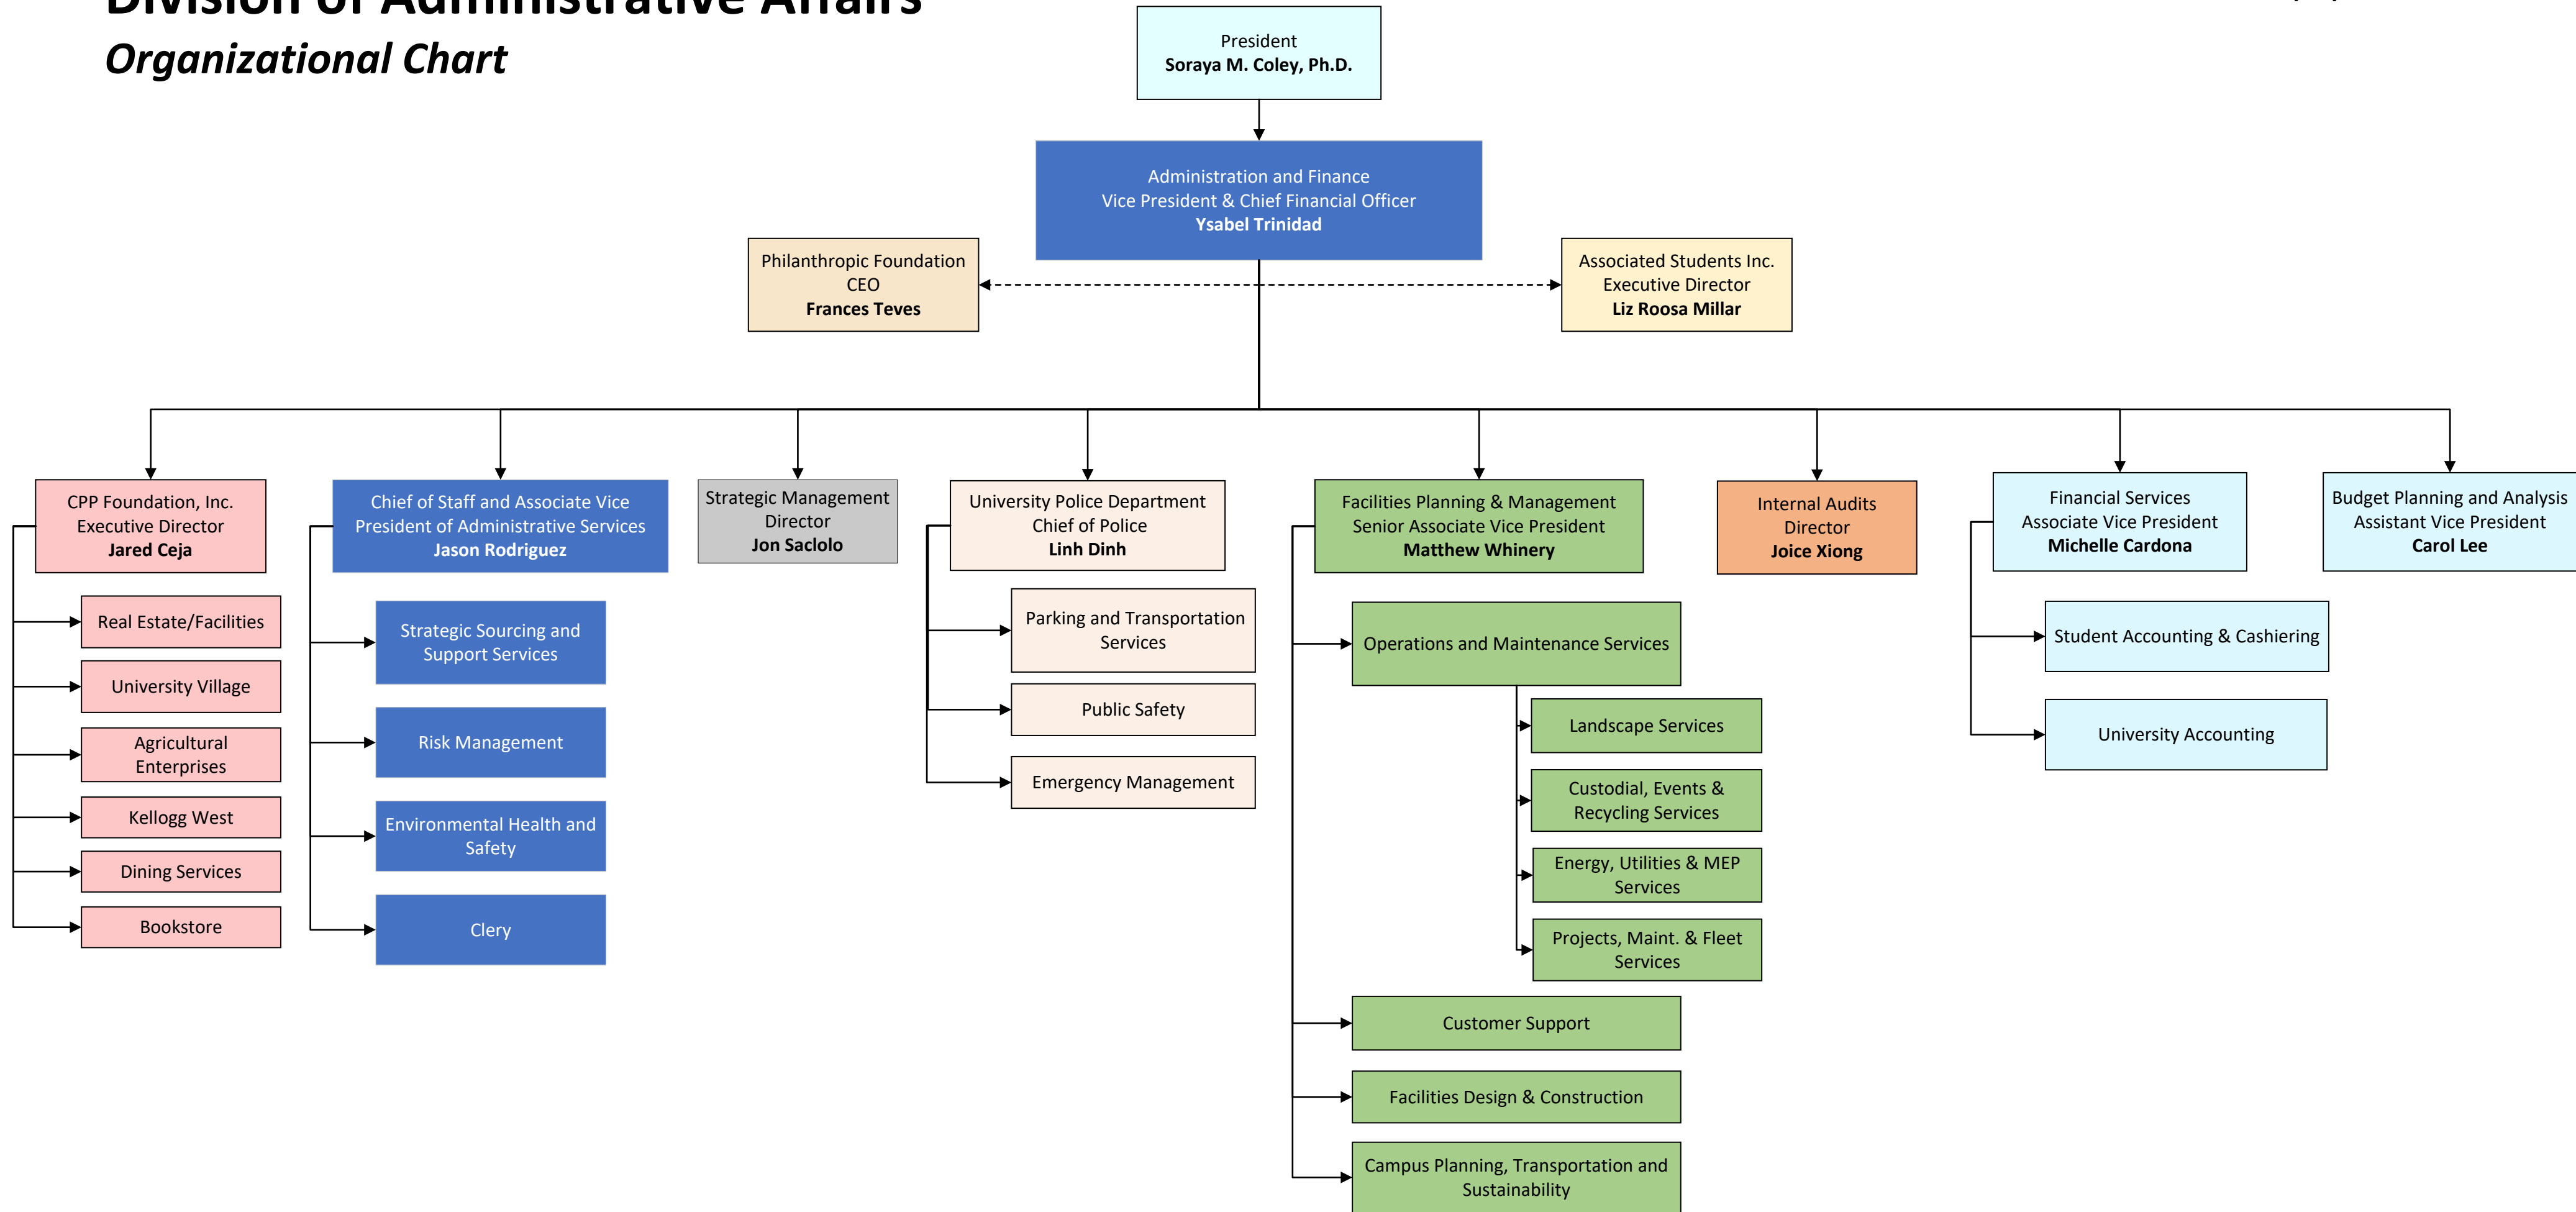 Division of Administrative Affairs
Organizational Chart
President
Soraya M. Coley, Ph.D.
Administration and Finance
Vice President & Chief Financial Officer
Ysabel Trinidad
Philanthropic Foundation
CEO
Frances Teves
Associated Students Inc.
Executive Director
Liz Roosa Millar
CPP Foundation, Inc.
Executive Director
Jared Ceja
Real Estate/Facilities
University Village
Agricultural
Enterprises
Kellogg West
Dining Services
Bookstore
Chief of Staff and Associate Vice
President of Administrative Services
Jason Rodriguez
Strategic Sourcing and
Support Services
Risk Management
Environmental Health and
Safety
Clery
Strategic Management
Director
Jon Saclolo
University Police Department
Chief of Police
Linh Dinh
Parking and Transportation
Services
Public Safety
Emergency Management
Facilities Planning & Management
Senior Associate Vice President
Matthew Whinery
Operations and Maintenance Services
Landscape Services
Custodial, Events &
Recycling Services
Energy, Utilities & MEP
Services
Projects, Maint. & Fleet
Services
Customer Support
Facilities Design & Construction
Campus Planning, Transportation and
Sustainability
Internal Audits
Director
Joice Xiong
Financial Services
Associate Vice President
Michelle Cardona
Student Accounting & Cashiering
University Accounting
Budget Planning and Analysis
Assistant Vice President
Carol Lee